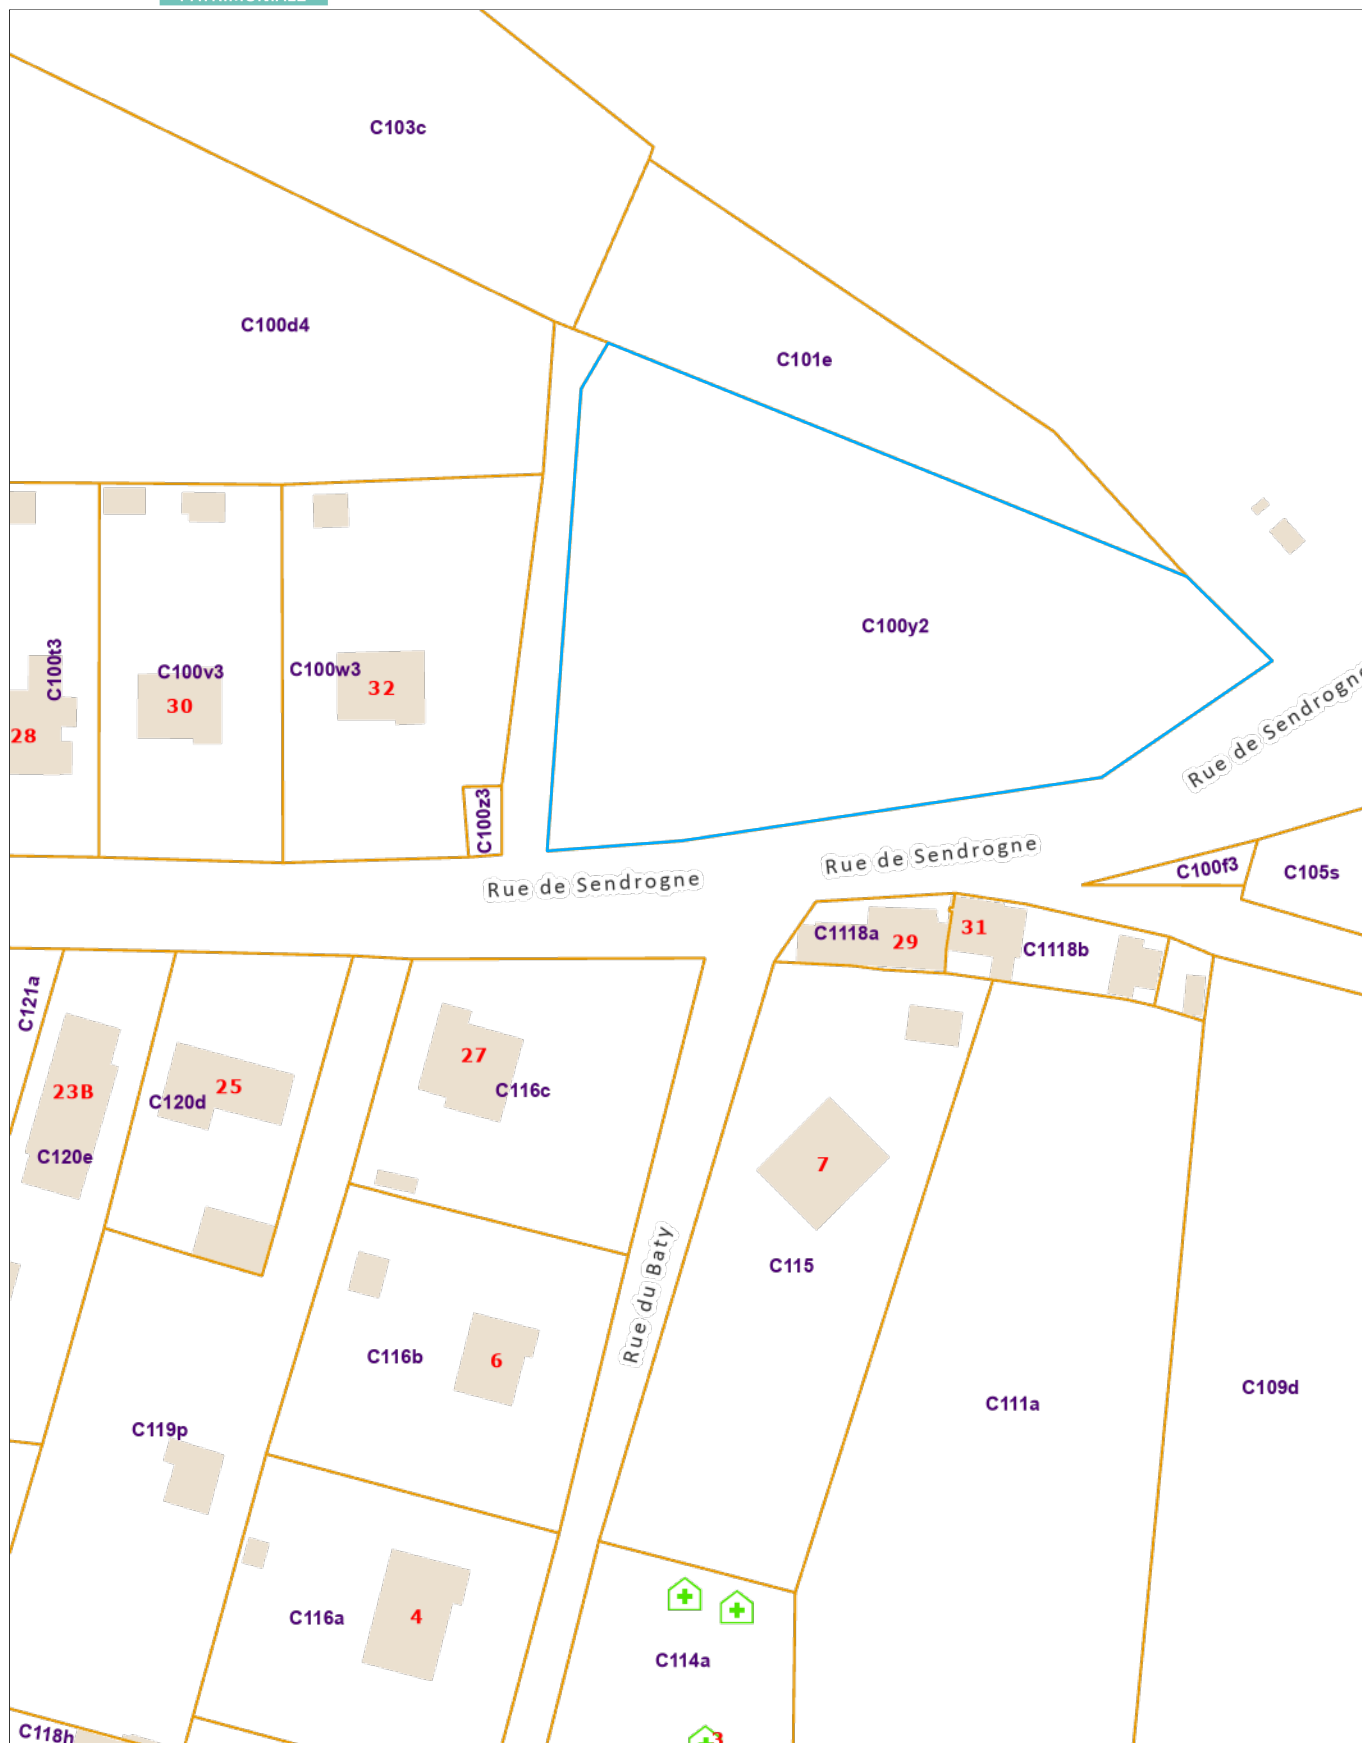 C103c
C100d4
C101e
C100y2
C100t3
C100v3
C100w3
32
30
28
Rue de Sendrogne
C100z3
Rue de Sendrogne
C100f3
C105s
Rue de Sendrogne
C1118a
29
31
C1118b
C121a
27
C116c
25
C120d
23B
C120e
7
C115
Rue du Baty
C116b
6
C111a
C109d
C119p
C116a
4
C114a
C118h
3